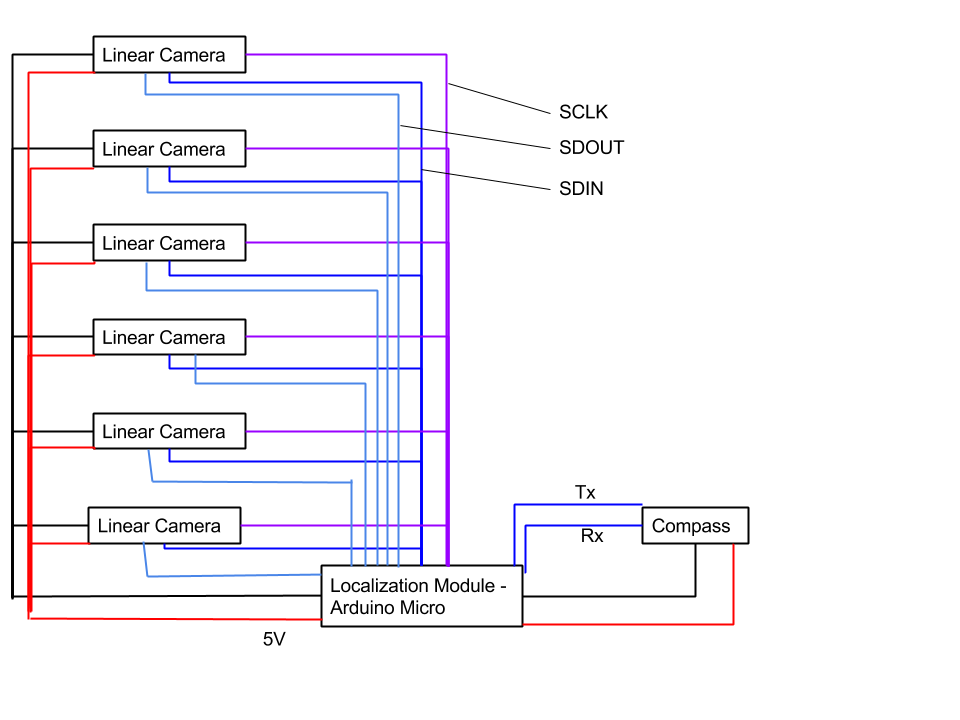 Linear Camera
SCLK
SDOUT
Linear Camera
SDIN
Linear Camera
Linear Camera
Linear Camera
Tx
Linear Camera
Compass
Rx
Localization Module -
Arduino Micro
5V